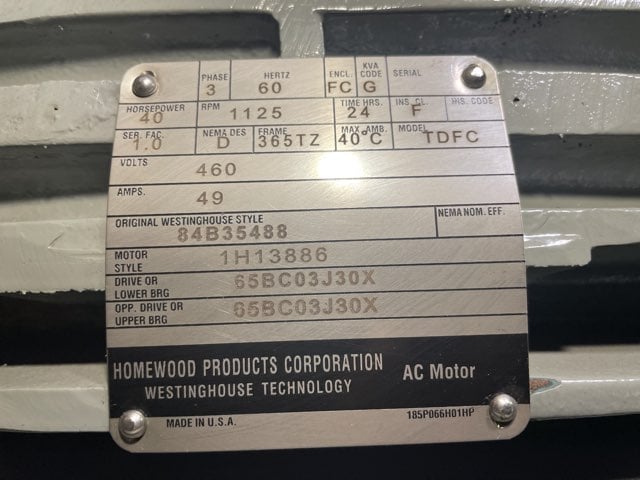 PHASE 3 HERTZ 60 ENCL. FC KVA CODE G SERIAL
HORSEPOWER 40 RPM 1125 TIME HRS. 24 INS. CL. F INS. CODE
SER. FAC. 1.0 NEMA DES D FRAME 365TZ MAX. AMB. 40°C MODEL TDFC
VOLTS 460
AMPS. 49
ORIGINAL WESTINGHOUSE STYLE 84B35488 NEMA NOM. EFF.
MOTOR STYLE 1H13886
DRIVE OR LOWER BRG 65BC03J30X
OPP. DRIVE OR UPPER BRG 65BC03J30X
HOMEWOOD PRODUCTS CORPORATION AC Motor
WESTINGHOUSE TECHNOLOGY
MADE IN U.S.A. 185P066H01HP